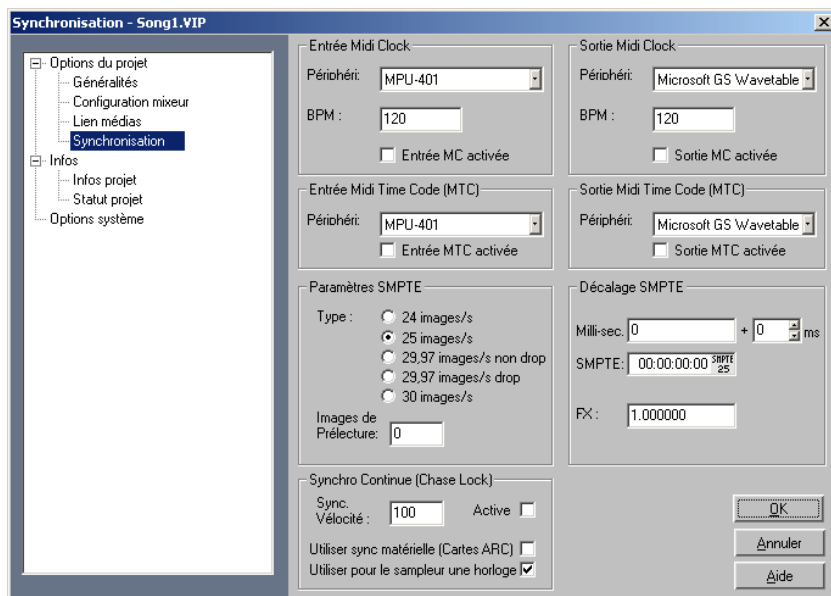 Synchronisation - Song1.VIP
Options du projet
Généralités
Configuration mixeur
Lien médias
Synchronisation
Infos
Infos projet
Statut projet
Options système
Entrée Midi Clock
Périphéri:
MPU-401
BPM :
120
Entrée MC activée
Sortie Midi Clock
Périphéri:
Microsoft GS Wavetable
BPM :
120
Sortie MC activée
Entrée Midi Time Code (MTC)
Périphéri:
MPU-401
Entrée MTC activée
Sortie Midi Time Code (MTC)
Périphéri:
Microsoft GS Wavetable
Sortie MTC activée
Paramètres SMPTE
Type :
24 images/s
25 images/s
29,97 images/s non drop
29,97 images/s drop
30 images/s
Images de
Prélecture: 0
Décalage SMPTE
Milli-sec. 0 + 0 ms
SMPTE: 00:00:00:00 SMPTE 25
FX : 1.000000
Synchro Continue (Chase Lock)
Sync.
Vélocité : 100 Active
Utiliser sync matérielle (Cartes ARC)
Utiliser pour le sampleur une horloge
OK
Annuler
Aide